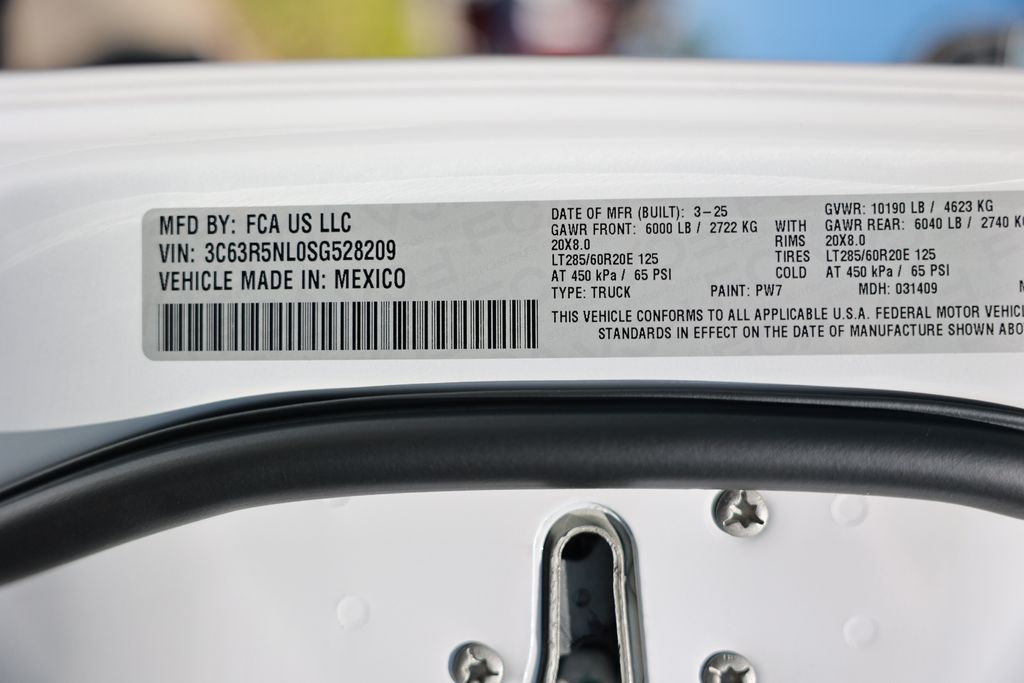 MFD BY: FCA US LLC
VIN: 3C63R5NL0SG528209
VEHICLE MADE IN: MEXICO
DATE OF MFR (BUILT): 3-25 GVWR: 10190 LB / 4623 KG
GAWR FRONT: 6000 LB / 2722 KG WITH GAWR REAR: 6040 LB / 2740 KG
20X8.0 RIMS 20X8.0
LT285/60R20E 125 TIRES LT285/60R20E 125
AT 450 kPa / 65 PSI COLD AT 450 kPa / 65 PSI
TYPE: TRUCK PAINT: PW7 MDH: 031409
THIS VEHICLE CONFORMS TO ALL APPLICABLE U.S.A. FEDERAL MOTOR VEHICL
STANDARDS IN EFFECT ON THE DATE OF MANUFACTURE SHOWN ABO